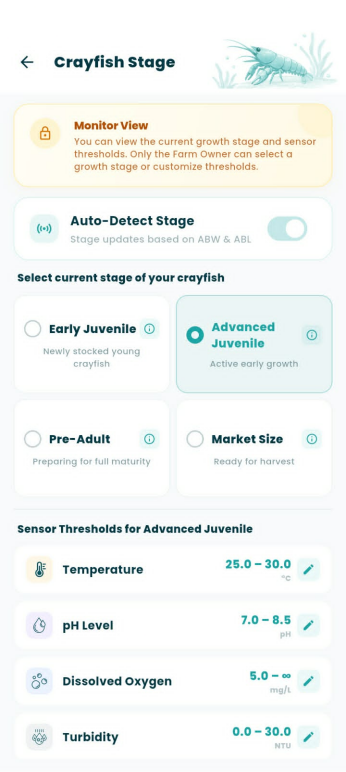 Crayfish Stage
Monitor View
You can view the current growth stage and sensor
thresholds. Only the Farm Owner can select a
growth stage or customize thresholds.
Auto-Detect Stage
Stage updates based on ABW & ABL
Select current stage of your crayfish
Early Juvenile
Newly stocked young
crayfish
Advanced
Juvenile
Active early growth
Pre-Adult
Preparing for full maturity
Market Size
Ready for harvest
Sensor Thresholds for Advanced Juvenile
Temperature
25.0 – 30.0
°C
pH Level
7.0 – 8.5
pH
Dissolved Oxygen
5.0 – ∞
mg/L
Turbidity
0.0 – 30.0
NTU